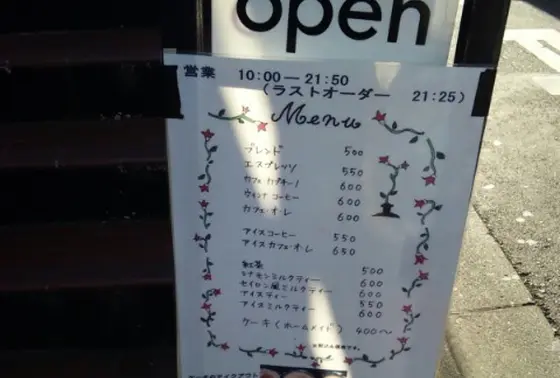 open
営業 10:00－21:50
(ラストオーダー 21:25)
Menu
ブレンド 500
エスプレッソ 550
カフェ カプチーノ 600
ウィンナコーヒー 600
カフェ・オ・レ 600
アイスコーヒー 550
アイスカフェ・オ・レ 650
紅茶 500
シナモンミルクティー 600
セイロン風ミルクティー 600
アイスティー 550
アイスミルクティー 600
ケーキ(ホームメイド) 400～